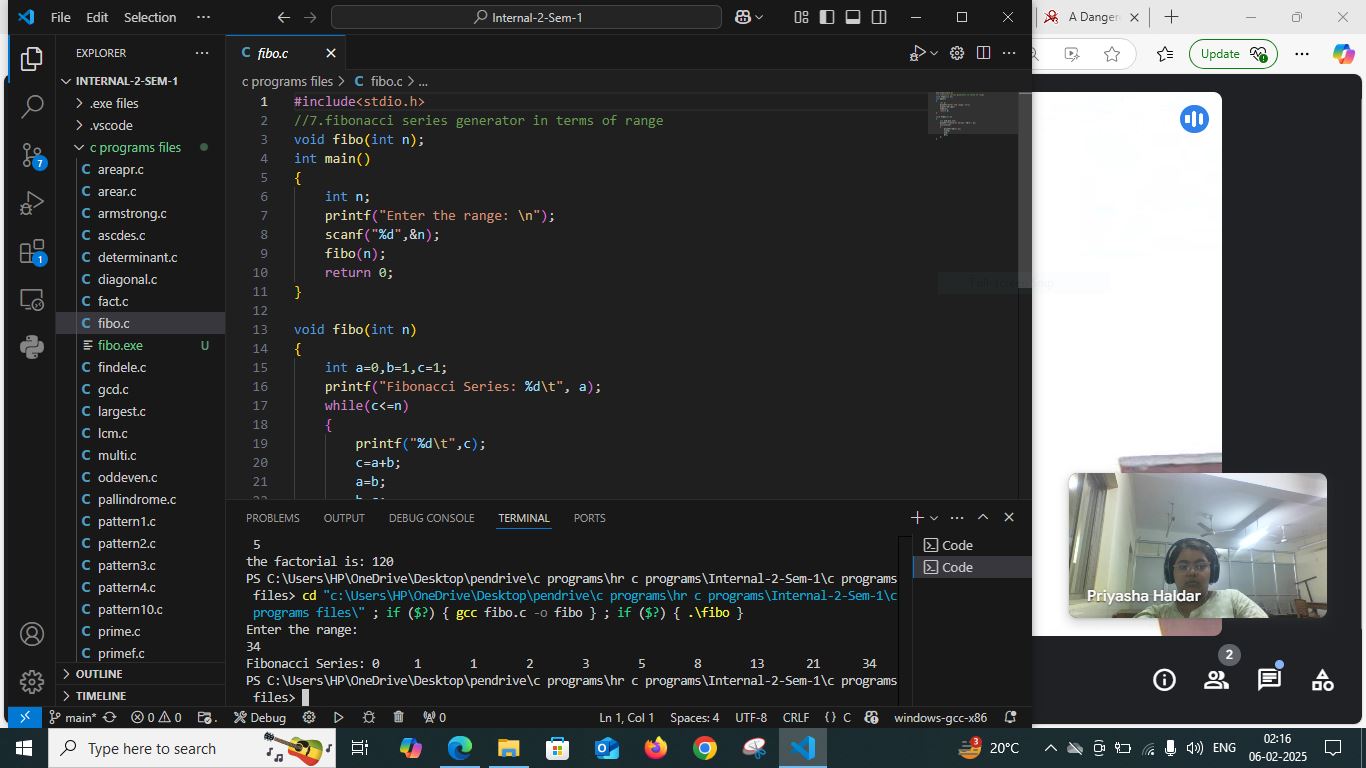 File Edit Selection ··· Internal-2-Sem-1
A Danger
Update
EXPLORER
fibo.c
INTERNAL-2-SEM-1
.exe files
.vscode
c programs files
areapr.c
arear.c
armstrong.c
ascdes.c
determinant.c
diagonal.c
fact.c
fibo.c
fibo.exe U
findele.c
gcd.c
largest.c
lcm.c
multi.c
oddeven.c
pallindrome.c
pattern1.c
pattern2.c
pattern3.c
pattern4.c
pattern10.c
prime.c
primef.c
OUTLINE
TIMELINE
7
1
c programs files > C fibo.c > ...
1 #include<stdio.h>
2 //7.fibonacci series generator in terms of range
3 void fibo(int n);
4 int main()
5 {
6 int n;
7 printf("Enter the range: \n");
8 scanf("%d",&n);
9 fibo(n);
10 return 0;
11 }
12
13 void fibo(int n)
14 {
15 int a=0,b=1,c=1;
16 printf("Fibonacci Series: %d\t", a);
17 while(c<=n)
18 {
19 printf("%d\t",c);
20 c=a+b;
21 a=b;
PROBLEMS OUTPUT DEBUG CONSOLE TERMINAL PORTS
5
the factorial is: 120
PS C:\Users\HP\OneDrive\Desktop\pendrive\c programs\hr c programs\Internal-2-Sem-1\c programs
files> cd "c:\Users\HP\OneDrive\Desktop\pendrive\c programs\hr c programs\Internal-2-Sem-1\c
programs files\" ; if ($?) { gcc fibo.c -o fibo } ; if ($?) { .\fibo }
Enter the range:
34
Fibonacci Series: 0 1 1 2 3 5 8 13 21 34
PS C:\Users\HP\OneDrive\Desktop\pendrive\c programs\hr c programs\Internal-2-Sem-1\c programs
files>
Code
Code
Priyasha Haldar
2
main* 0 0 Debug 0 Ln 1, Col 1 Spaces: 4 UTF-8 CRLF {} C windows-gcc-x86
Type here to search
3
20°C
ENG
02:16
06-02-2025